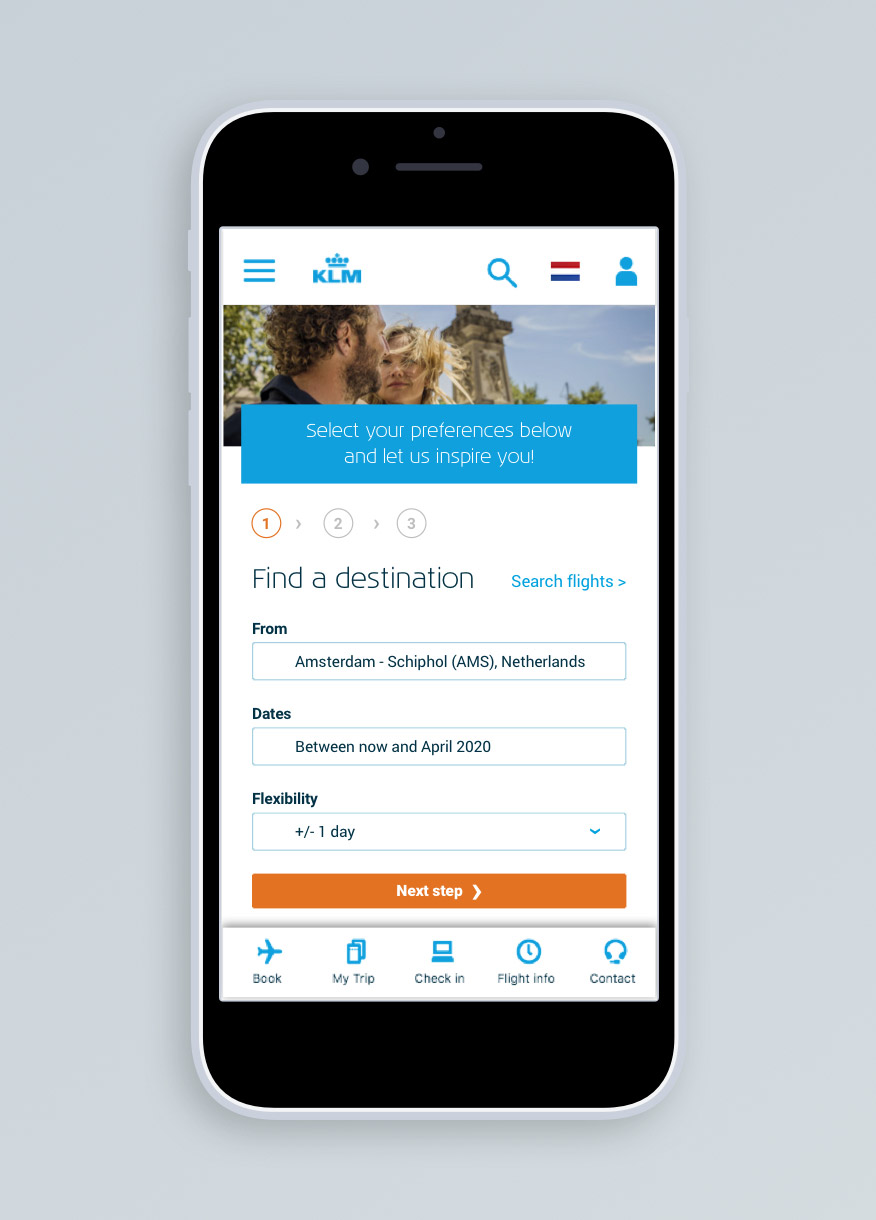 KLM
Select your preferences below
and let us inspire you!
1 › 2 › 3
Find a destination Search flights >
From
Amsterdam - Schiphol (AMS), Netherlands
Dates
Between now and April 2020
Flexibility
+/- 1 day
Next step ❯
Book My Trip Check in Flight info Contact